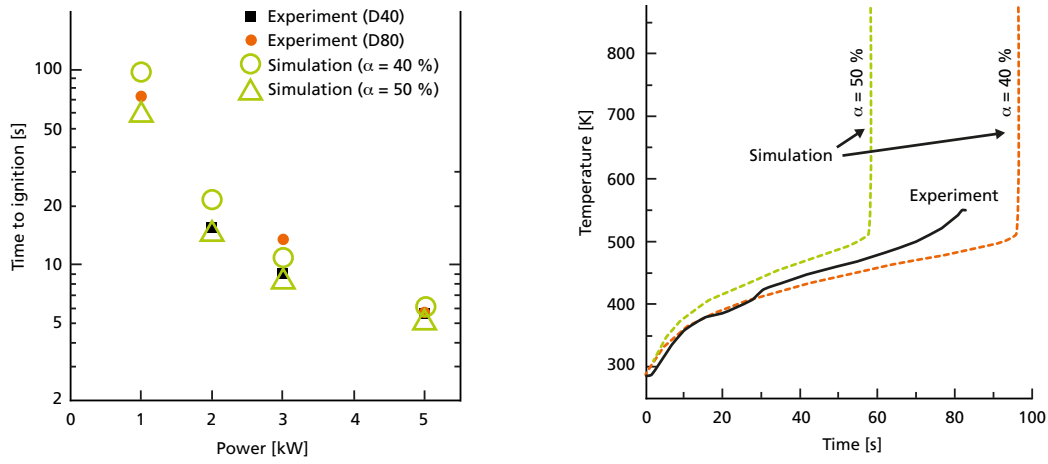 Experiment (D40)
Experiment (D80)
Simulation (α = 40 %)
Simulation (α = 50 %)
Time to ignition [s]
100
50
20
10
5
2
0 1 2 3 4 5
Power [kW]
Temperature [K]
800
700
600
500
400
300
α = 50 %
α = 40 %
Simulation
Experiment
0 20 40 60 80 100
Time [s]